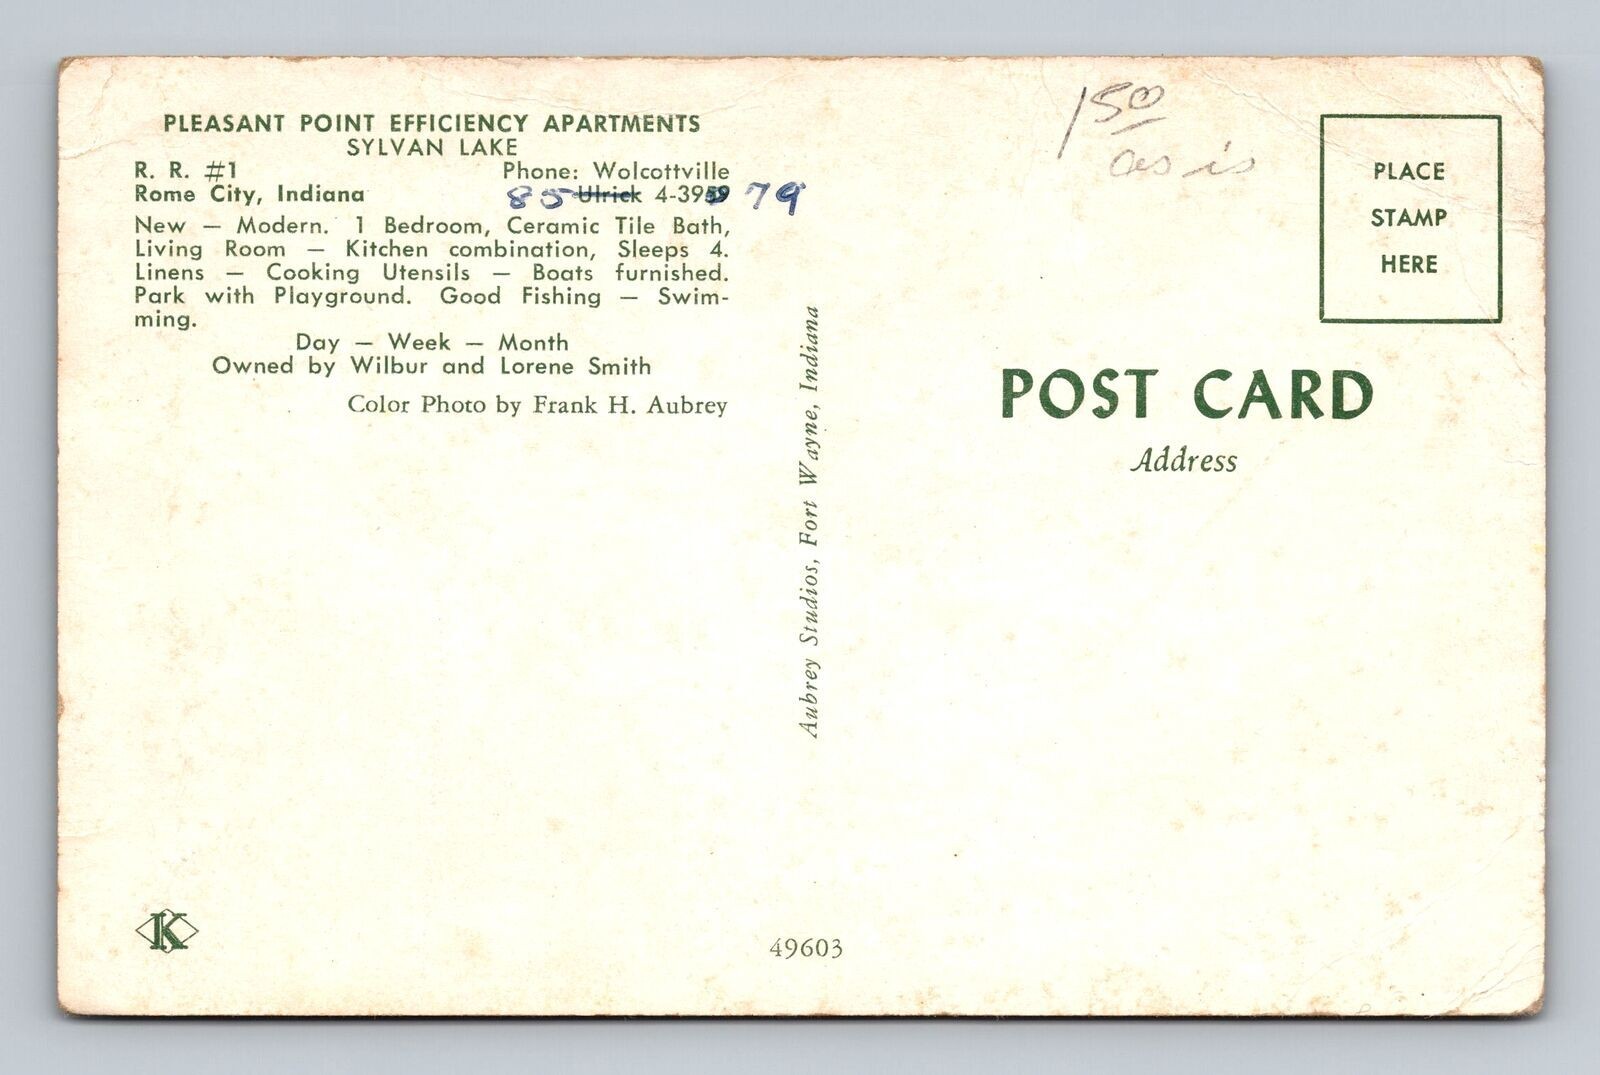 PLEASANT POINT EFFICIENCY APARTMENTS
SYLVAN LAKE
R. R. #1 Phone: Wolcottville
Rome City, Indiana 85 Ulrick 4-3959 79
New — Modern. 1 Bedroom, Ceramic Tile Bath,
Living Room — Kitchen combination, Sleeps 4.
Linens — Cooking Utensils — Boats furnished.
Park with Playground. Good Fishing — Swim-
ming.
Day — Week — Month
Owned by Wilbur and Lorene Smith
Color Photo by Frank H. Aubrey
K
Aubrey Studios, Fort Wayne, Indiana
49603
15 00
as is
PLACE
STAMP
HERE
POST CARD
Address